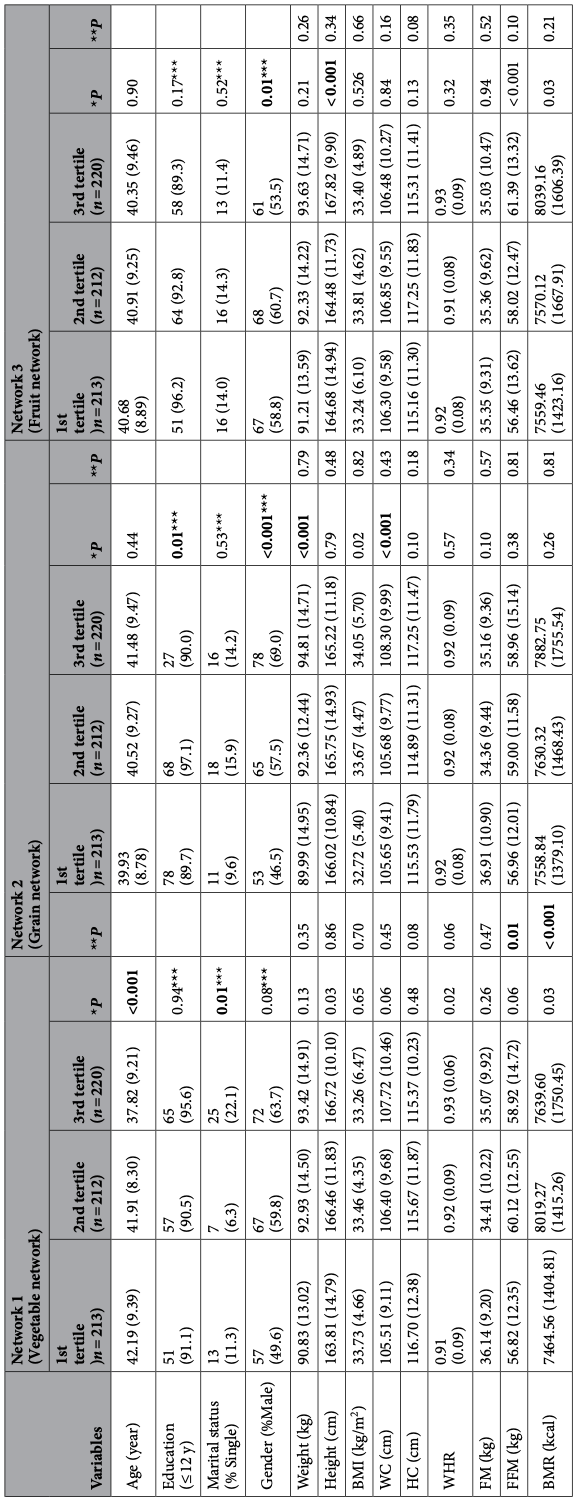 Network 1 (Vegetable network) Network 2 (Grain network) Network 3 (Fruit network)
Variables 1st tertile )n = 213) 2nd tertile (n = 212) 3rd tertile (n = 220) *P **P 1st tertile )n = 213) 2nd tertile (n = 212) 3rd tertile (n = 220) *P **P 1st tertile )n = 213) 2nd tertile (n = 212) 3rd tertile (n = 220) *P **P
Age (year) 42.19 (9.39) 41.91 (8.30) 37.82 (9.21) <0.001 39.93 (8.78) 40.52 (9.27) 41.48 (9.47) 0.44 40.68 (8.89) 40.91 (9.25) 40.35 (9.46) 0.90
Education (≤12 y) 51 (91.1) 57 (90.5) 65 (95.6) 0.94*** 78 (89.7) 68 (97.1) 27 (90.0) 0.01*** 51 (96.2) 64 (92.8) 58 (89.3) 0.17***
Marital status (% Single) 13 (11.3) 7 (6.3) 25 (22.1) 0.01*** 11 (9.6) 18 (15.9) 16 (14.2) 0.53*** 16 (14.0) 16 (14.3) 13 (11.4) 0.52***
Gender (%Male) 57 (49.6) 67 (59.8) 72 (63.7) 0.08*** 53 (46.5) 65 (57.5) 78 (69.0) <0.001*** 67 (58.8) 68 (60.7) 61 (53.5) 0.01***
Weight (kg) 90.83 (13.02) 92.93 (14.50) 93.42 (14.91) 0.13 0.35 89.99 (14.95) 92.36 (12.44) 94.81 (14.71) <0.001 0.79 91.21 (13.59) 92.33 (14.22) 93.63 (14.71) 0.21 0.26
Height (cm) 163.81 (14.79) 166.46 (11.83) 166.72 (10.10) 0.03 0.86 166.02 (10.84) 165.75 (14.93) 165.22 (11.18) 0.79 0.48 164.68 (14.94) 164.48 (11.73) 167.82 (9.90) <0.001 0.34
BMI (kg/m²) 33.73 (4.66) 33.46 (4.35) 33.26 (6.47) 0.65 0.70 32.72 (5.40) 33.67 (4.47) 34.05 (5.70) 0.02 0.82 33.24 (6.10) 33.81 (4.62) 33.40 (4.89) 0.526 0.66
WC (cm) 105.51 (9.11) 106.40 (9.68) 107.72 (10.46) 0.06 0.45 105.65 (9.41) 105.68 (9.77) 108.30 (9.99) <0.001 0.43 106.30 (9.58) 106.85 (9.55) 106.48 (10.27) 0.84 0.16
HC (cm) 116.70 (12.38) 115.67 (11.87) 115.37 (10.23) 0.48 0.08 115.53 (11.79) 114.89 (11.31) 117.25 (11.47) 0.10 0.18 115.16 (11.30) 117.25 (11.83) 115.31 (11.41) 0.13 0.08
WHR 0.91 (0.09) 0.92 (0.09) 0.93 (0.06) 0.02 0.06 0.92 (0.08) 0.92 (0.08) 0.92 (0.09) 0.57 0.34 0.92 (0.08) 0.91 (0.08) 0.93 (0.09) 0.32 0.35
FM (kg) 36.14 (9.20) 34.41 (10.22) 35.07 (9.92) 0.26 0.47 36.91 (10.90) 34.36 (9.44) 35.16 (9.36) 0.10 0.57 35.35 (9.31) 35.36 (9.62) 35.03 (10.47) 0.94 0.52
FFM (kg) 56.82 (12.35) 60.12 (12.55) 58.92 (14.72) 0.06 0.01 56.96 (12.01) 59.00 (11.58) 58.96 (15.14) 0.38 0.81 56.46 (13.62) 58.02 (12.47) 61.39 (13.32) <0.001 0.10
BMR (kcal) 7464.56 (1404.81) 8019.27 (1415.26) 7639.60 (1750.45) 0.03 <0.001 7558.84 (1379.10) 7630.32 (1468.43) 7882.75 (1755.54) 0.26 0.81 7559.46 (1423.16) 7570.12 (1667.91) 8039.16 (1606.39) 0.03 0.21